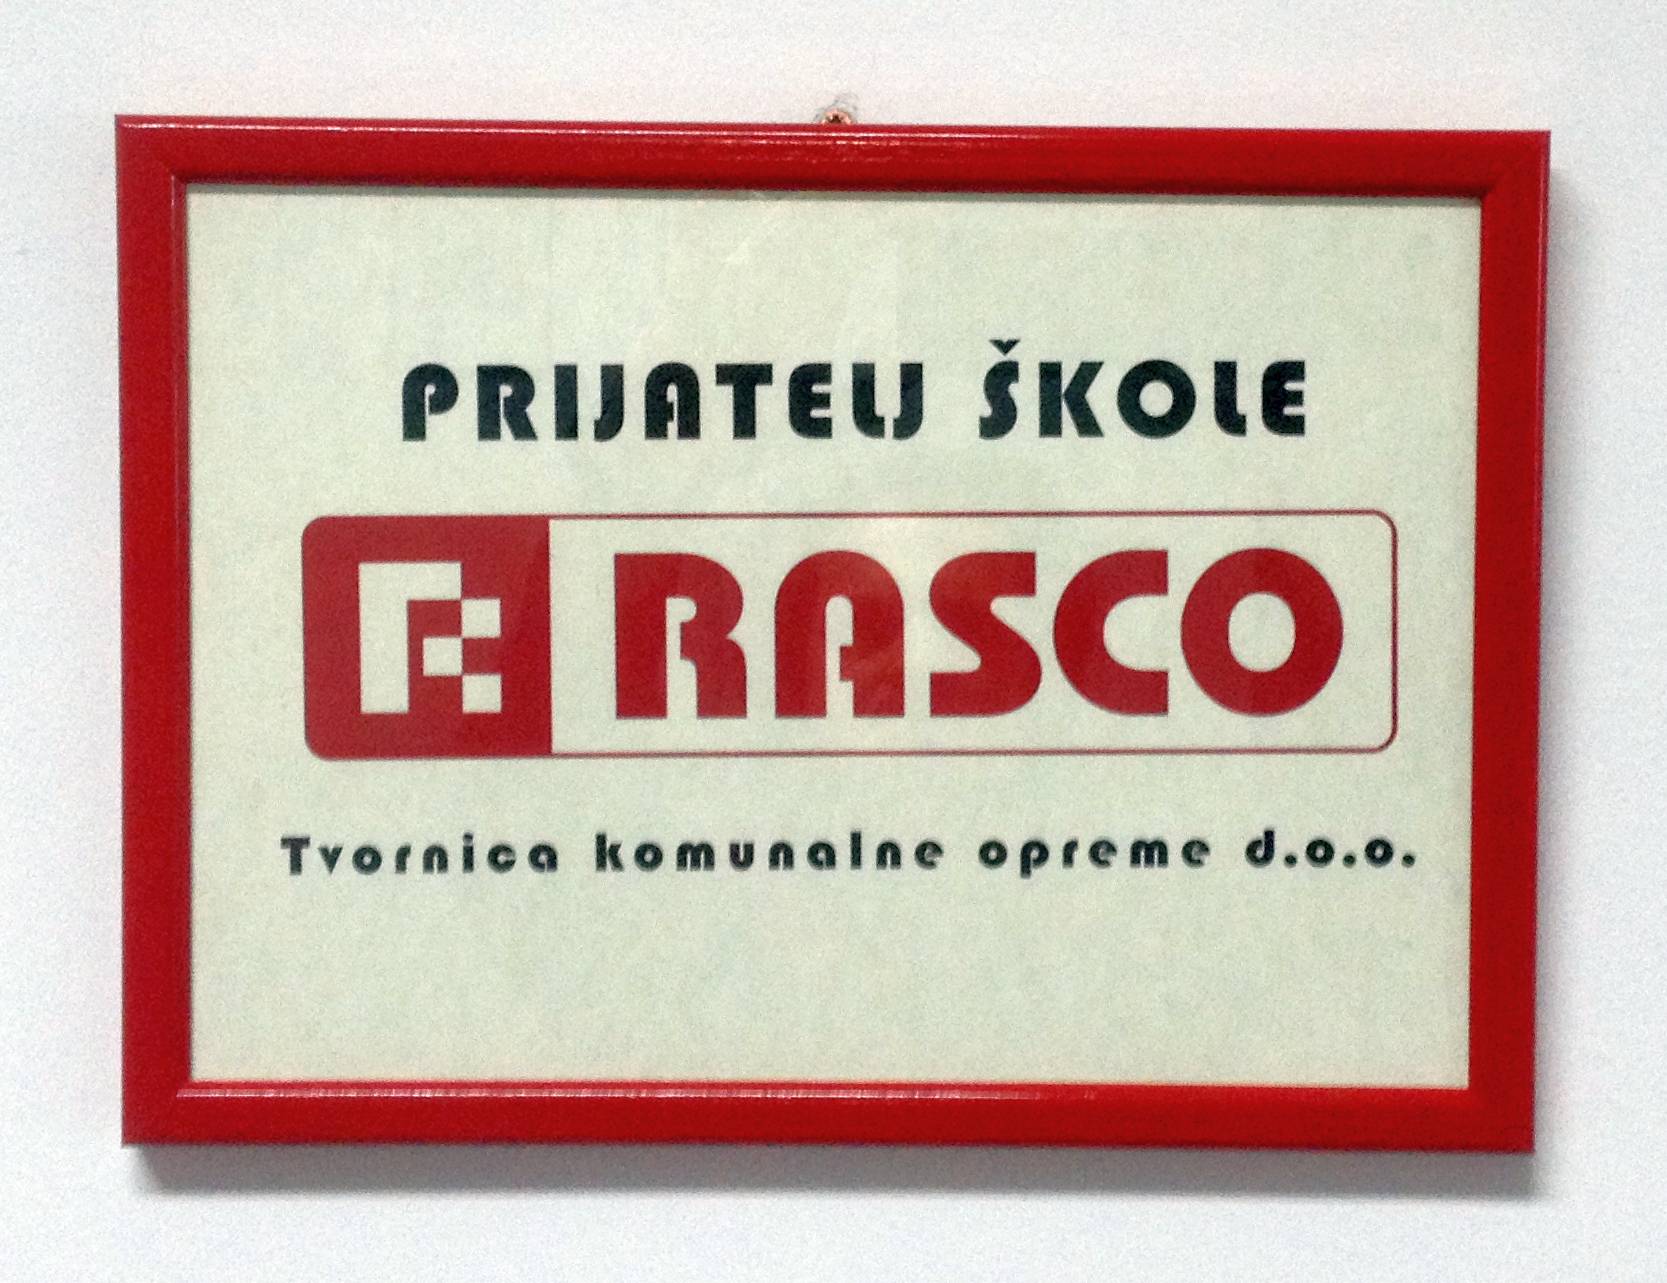 PRIJATELJ ŠKOLE
RASCO
Tvornica komunalne opreme d.o.o.